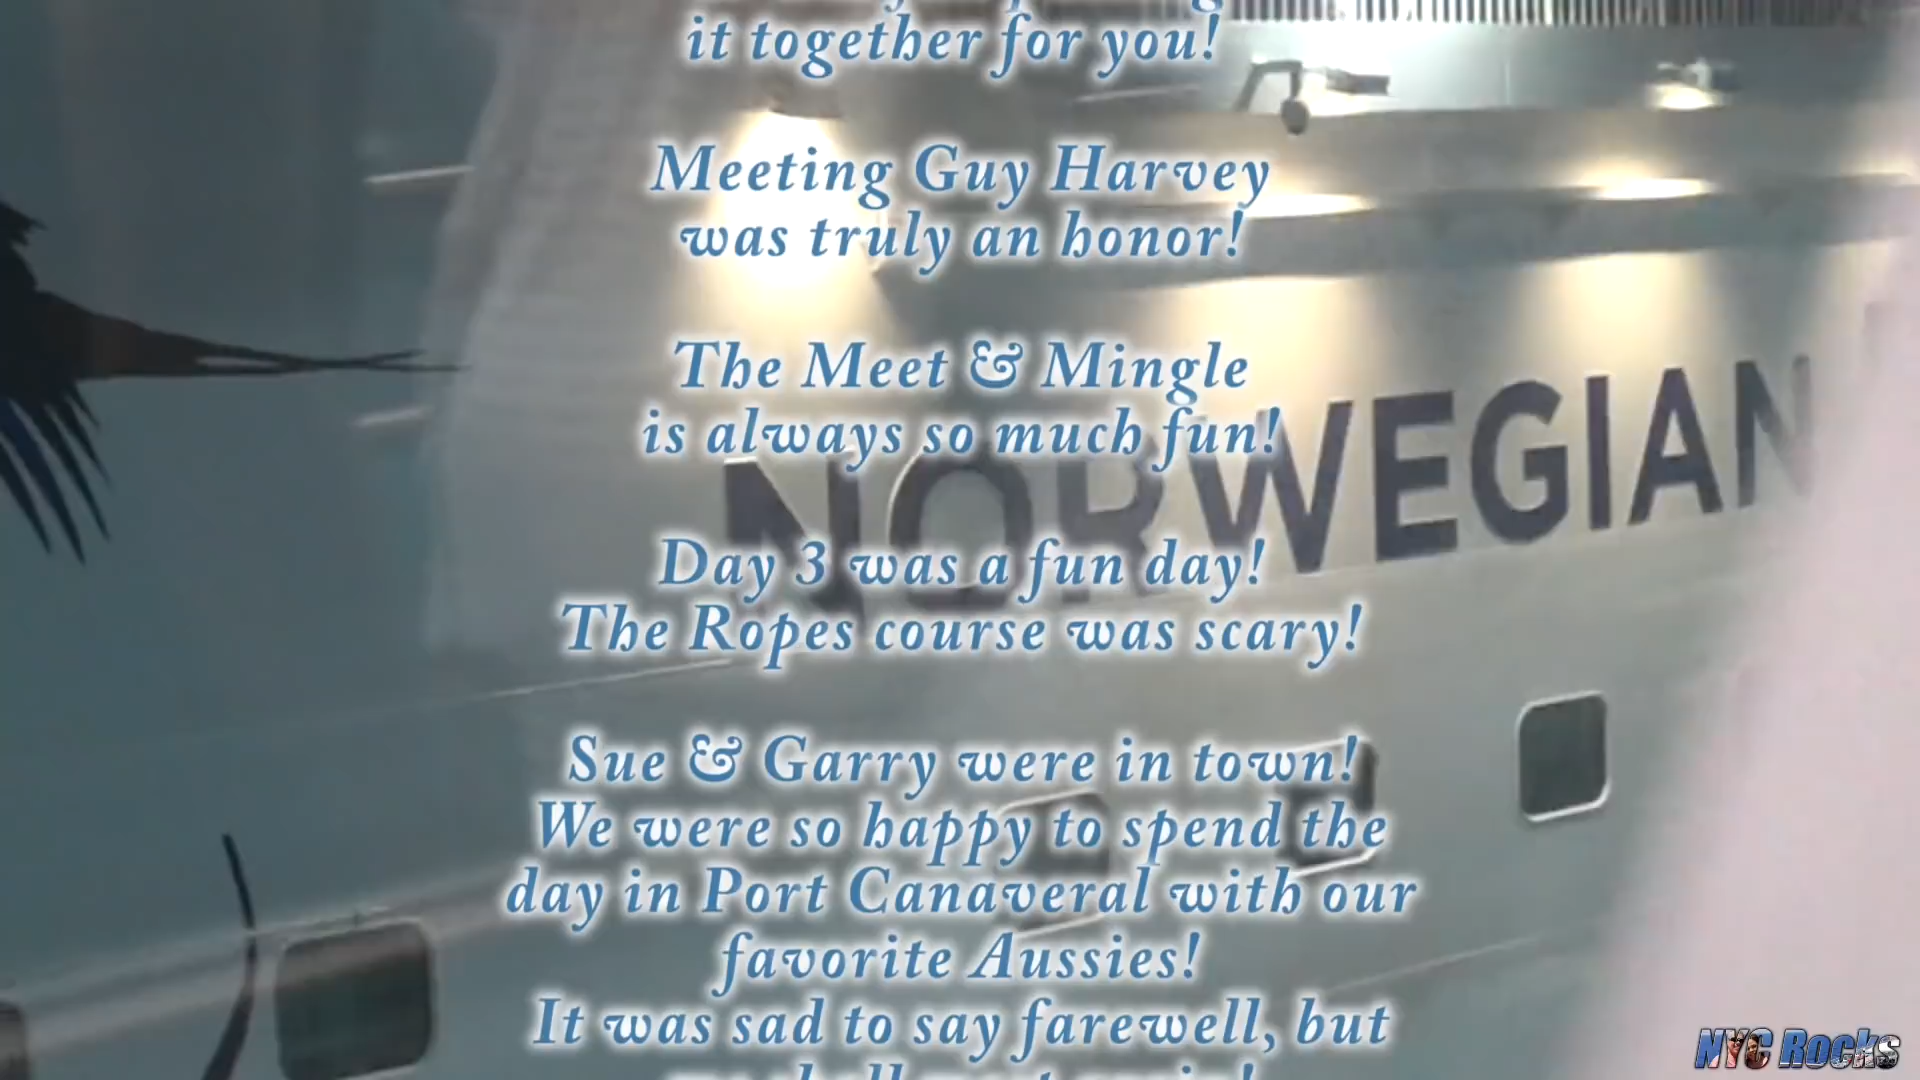 it together for you!
Meeting Guy Harvey
was truly an honor!
The Meet & Mingle
is always so much fun!
NORWEGIAN
Day 3 was a fun day!
The Ropes course was scary!
Sue & Garry were in town!
We were so happy to spend the
day in Port Canaveral with our
favorite Aussies!
It was sad to say farewell, but
NYC Rocks